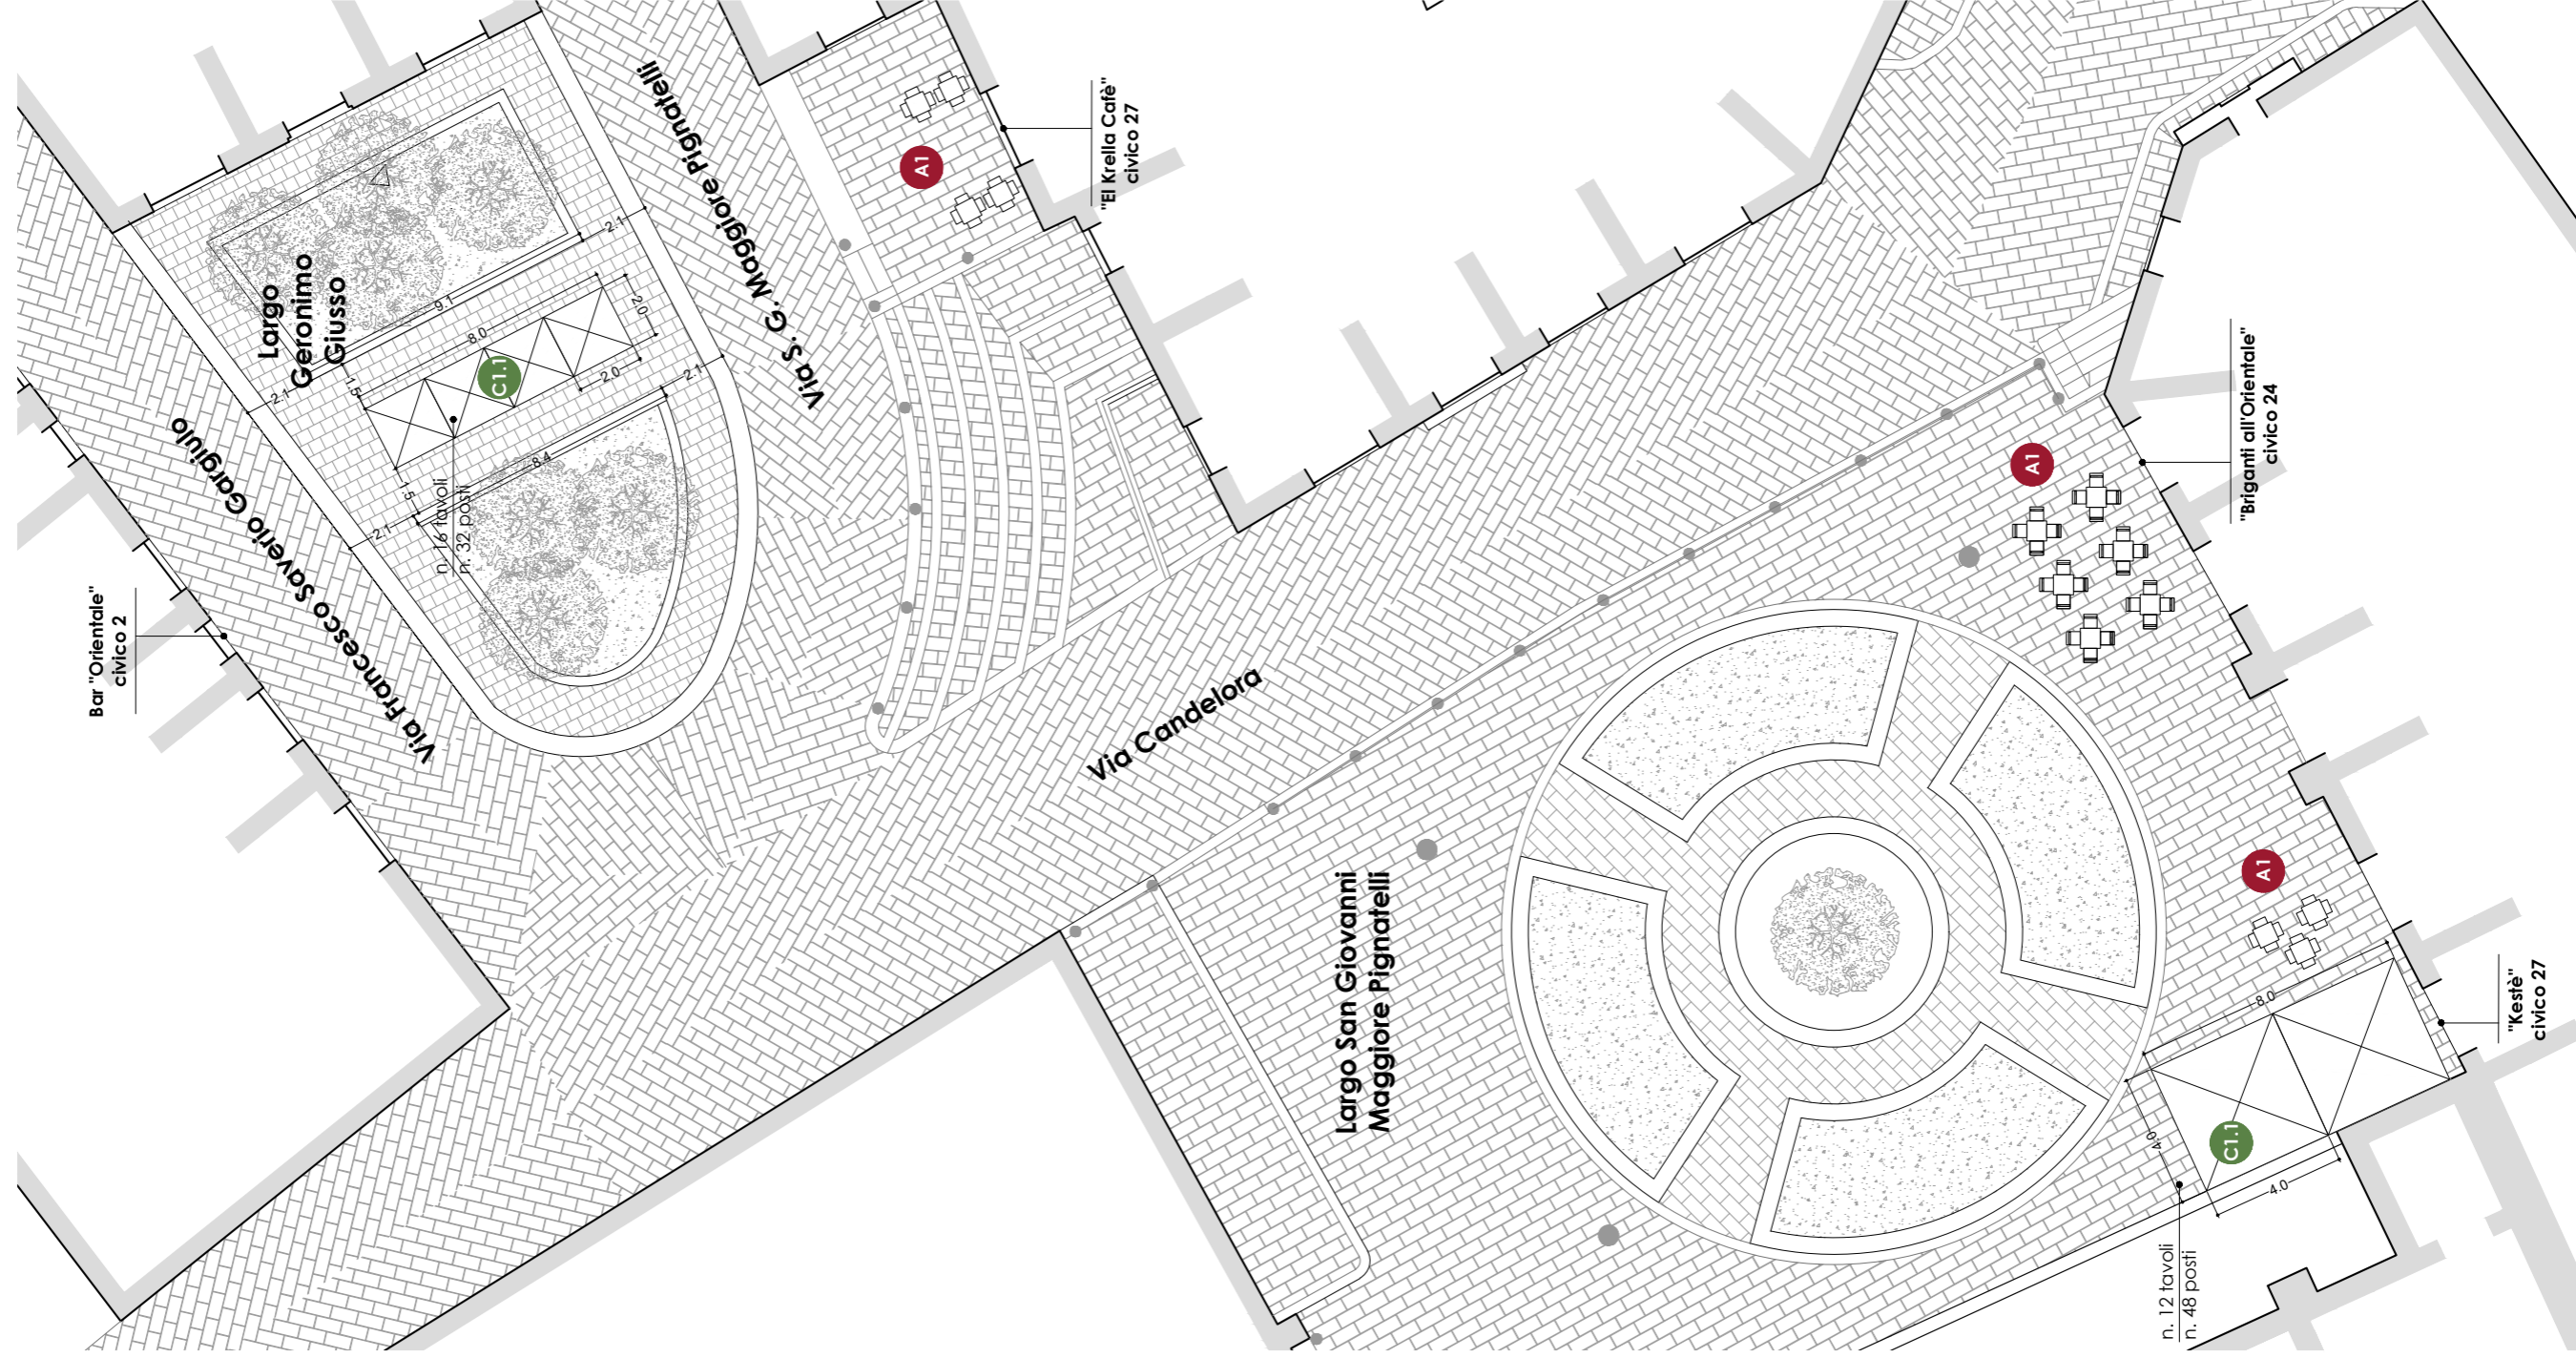 Largo
Geronimo
Giusso
Via S. G. Maggiore Pignatelli
A1
"El Krella Cafè"
civico 27
2.1
9.1
8.0
2.0
C1.1
2.0
2.1
1.5
2.1
8.4
1.5
2.1
n. 16 tavoli
n. 32 posti
Via Francesco Saverio Gargiulo
Bar "Orientale"
civico 2
Via Candelora
A1
"Briganti all'Orientale"
civico 24
Largo San Giovanni
Maggiore Pignatelli
A1
8.0
"Kestè"
civico 27
4.0
C1.1
4.0
n. 12 tavoli
n. 48 posti